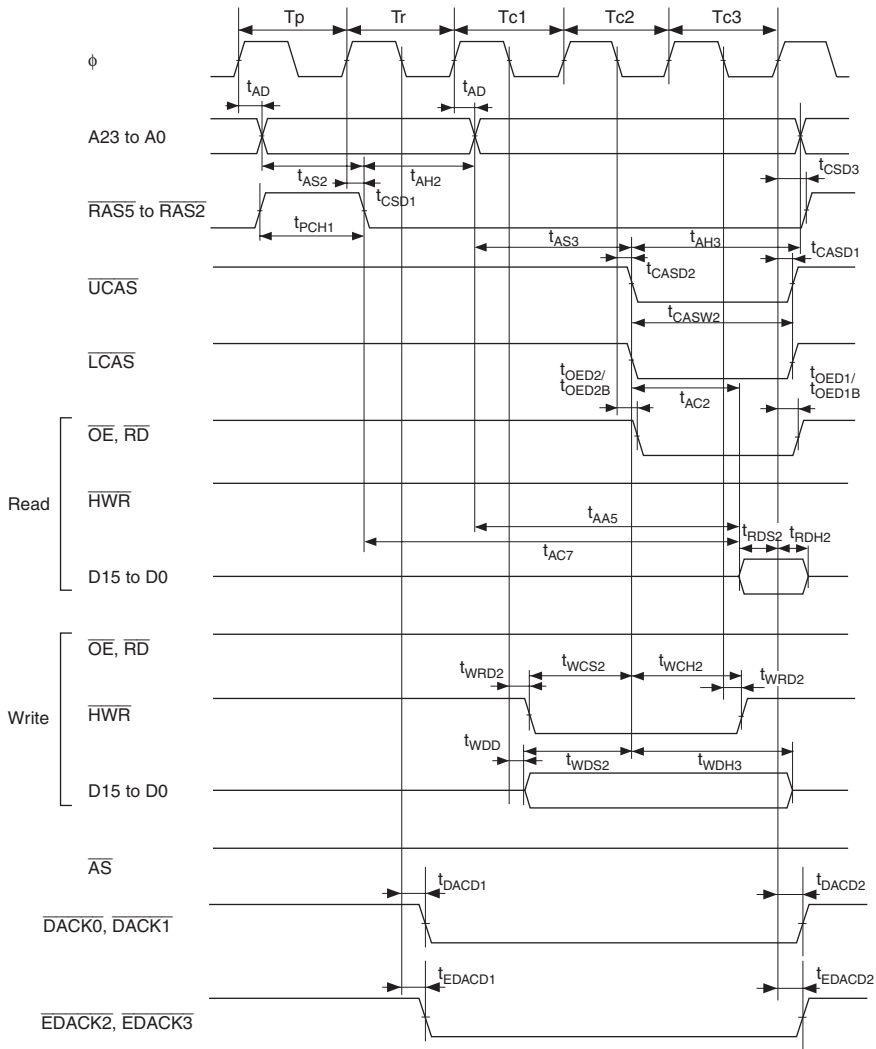 Tp Tr Tc1 Tc2 Tc3
ϕ
tAD tAD
A23 to A0
tAS2 tAH2 tCSD3
tCSD1
RAS5 to RAS2
tPCH1
tAS3 tAH3
tCASD2 tCASD1
UCAS
tCASW2
LCAS
tOED2/ tOED1/
tOED2B tOED1B
tAC2
OE, RD
Read
HWR
tAA5
tRDS2 tRDH2
tAC7
D15 to D0
OE, RD
tWRD2 tWCS2 tWCH2 tWRD2
Write
HWR
tWDD
tWDS2 tWDH3
D15 to D0
AS
tDACD1 tDACD2
DACK0, DACK1
tEDACD1 tEDACD2
EDACK2, EDACK3